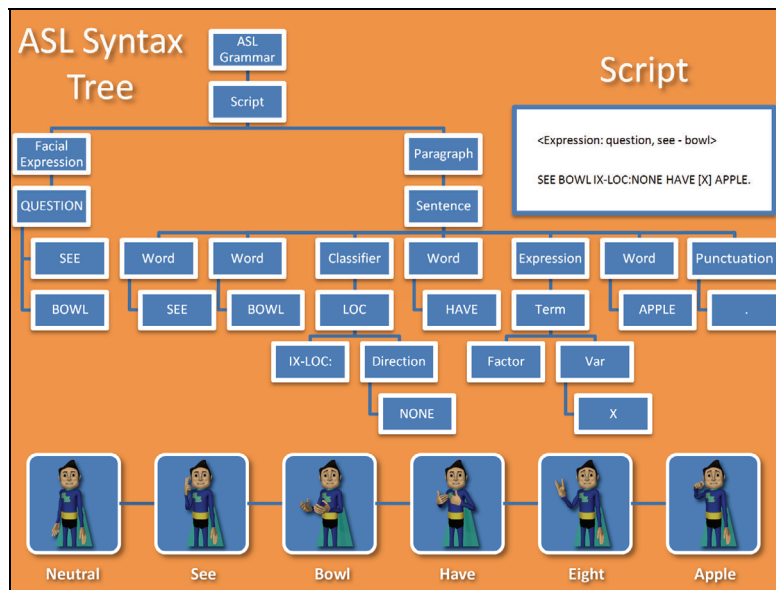 ASL Syntax
Tree
Script
ASL
Grammar
Script
<Expression: question, see - bowl>
SEE BOWL IX-LOC:NONE HAVE [X] APPLE.
Facial
Expression
Paragraph
QUESTION
Sentence
SEE
Word
Word
Classifier
Word
Expression
Word
Punctuation
BOWL
SEE
BOWL
LOC
HAVE
Term
APPLE
.
IX-LOC:
Direction
Factor
Var
NONE
X
Neutral
See
Bowl
Have
Eight
Apple